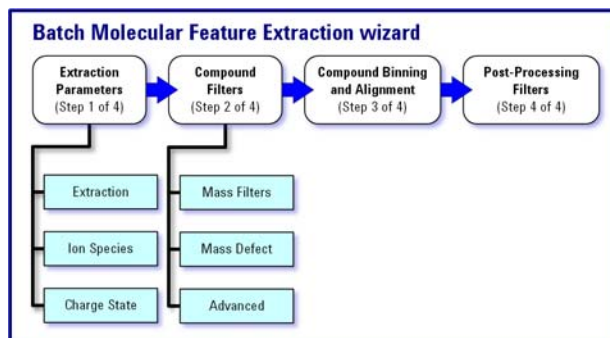 Batch Molecular Feature Extraction wizard
Extraction
Parameters
(Step 1 of 4)
Compound
Filters
(Step 2 of 4)
Compound Binning
and Alignment
(Step 3 of 4)
Post-Processing
Filters
(Step 4 of 4)
Extraction
Ion Species
Charge State
Mass Filters
Mass Defect
Advanced